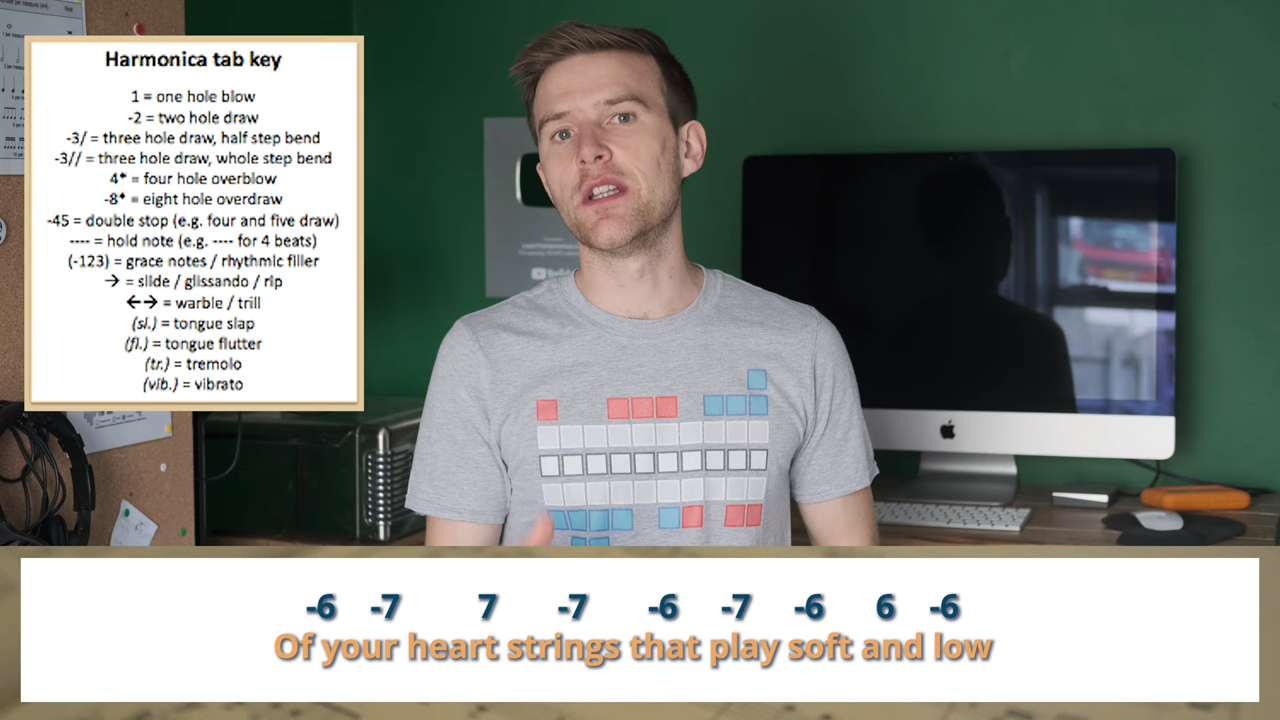 Harmonica tab key
1 = one hole blow
-2 = two hole draw
-3/ = three hole draw, half step bend
-3// = three hole draw, whole step bend
4* = four hole overblow
-8* = eight hole overdraw
-45 = double stop (e.g. four and five draw)
---- = hold note (e.g. ---- for 4 beats)
(-123) = grace notes / rhythmic filler
→ = slide / glissando / rip
←→ = warble / trill
(sl.) = tongue slap
(fl.) = tongue flutter
(tr.) = tremolo
(vib.) = vibrato
-6 -7 7 -7 -6 -7 -6 6 -6
Of your heart strings that play soft and low